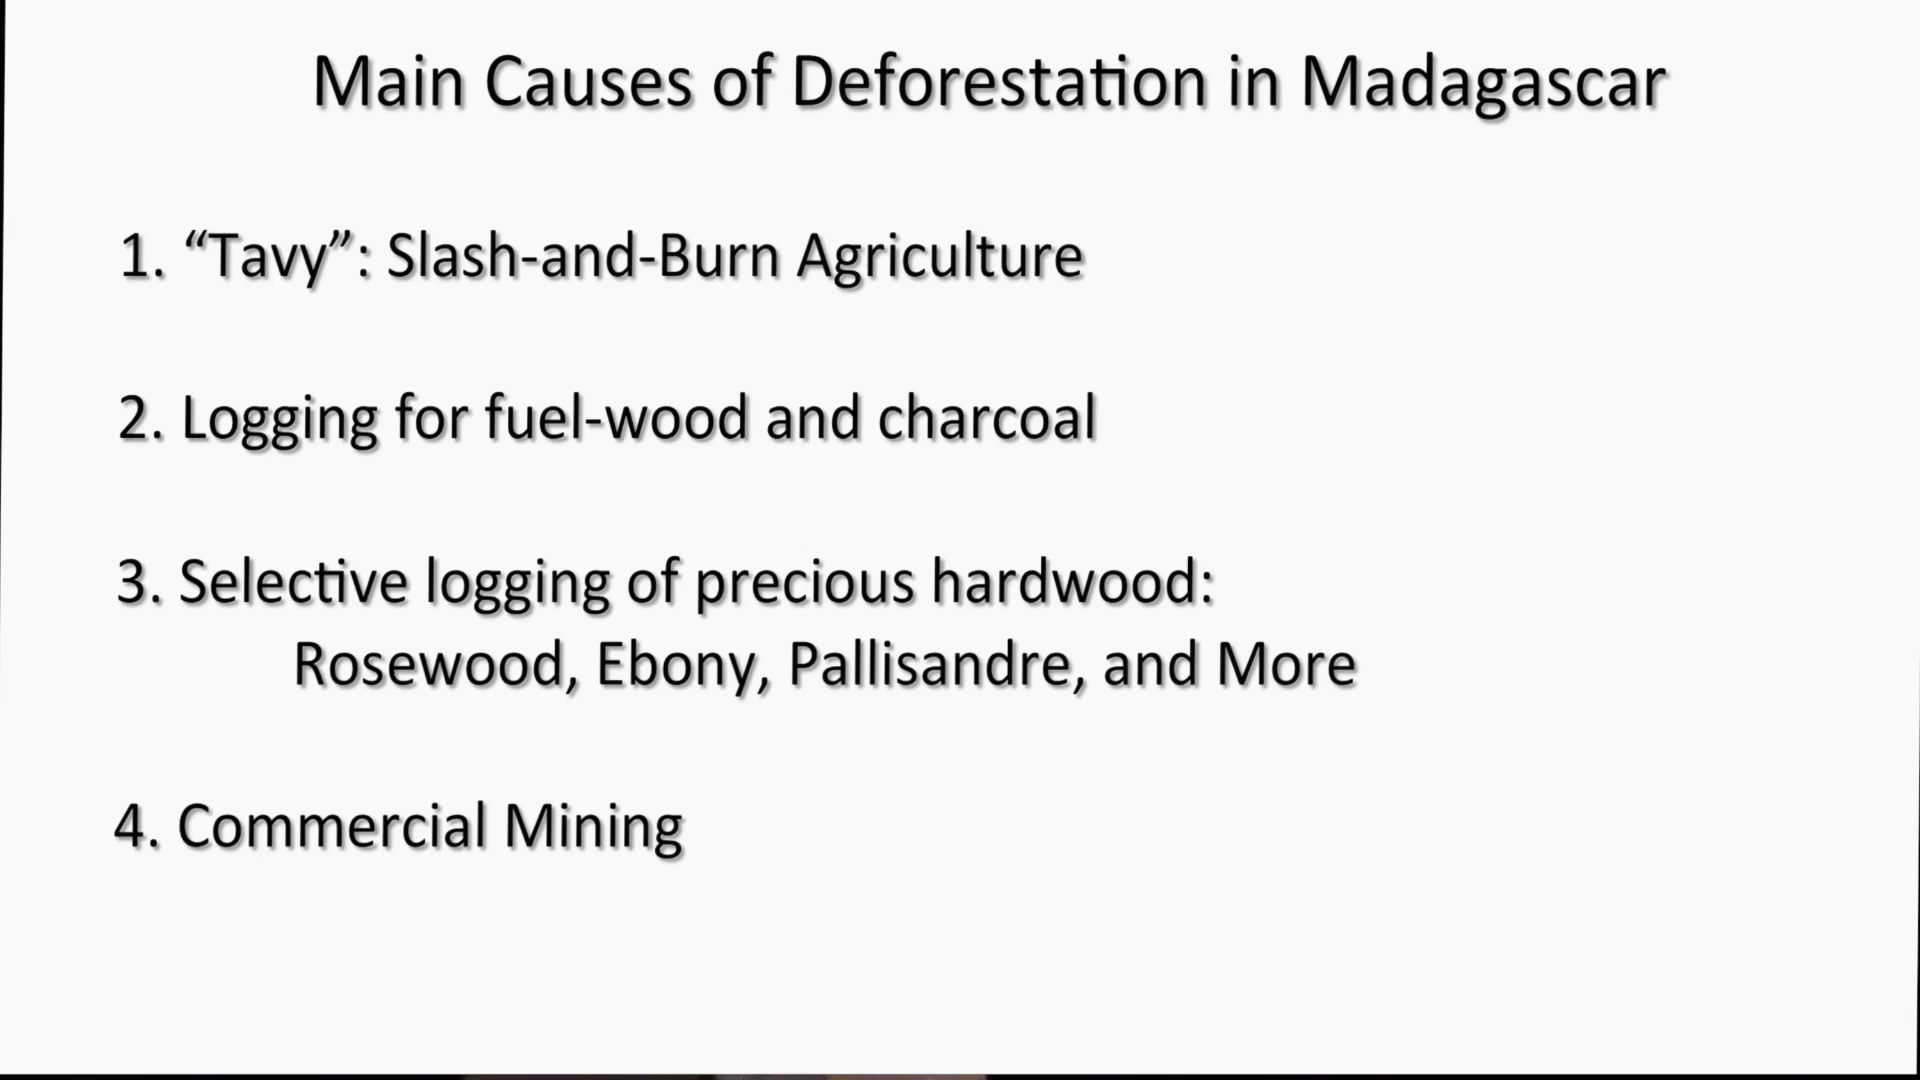 Main Causes of Deforestation in Madagascar
1. “Tavy”: Slash-and-Burn Agriculture
2. Logging for fuel-wood and charcoal
3. Selective logging of precious hardwood:
Rosewood, Ebony, Pallisandre, and More
4. Commercial Mining